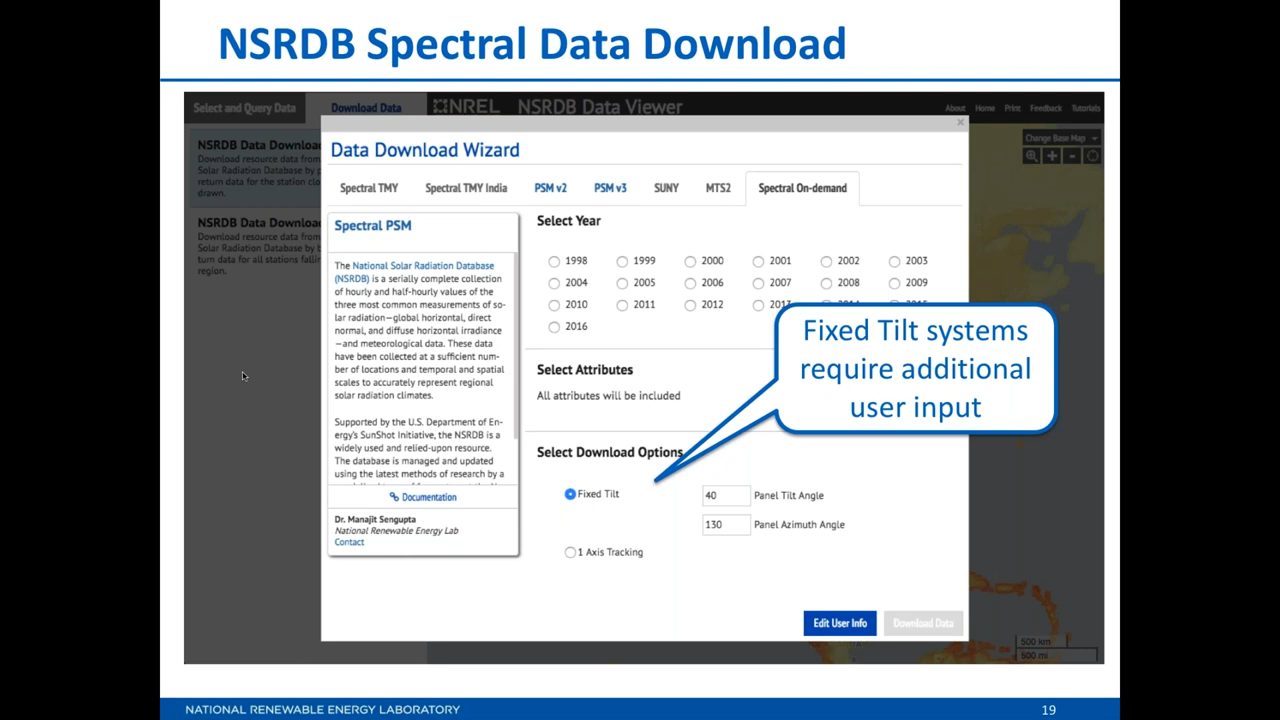 NSRDB Spectral Data Download
Select and Query Data
Download Data
NREL
NSRDB Data Viewer
About Home Print Feedback Tutorials
NSRDB Data Download
Download resource data from
Solar Radiation Database by p
return data for the station clo
drawn.
NSRDB Data Download
Download resource data from
Solar Radiation Database by b
turn data for all stations fallin
region.
Change Base Map
Data Download Wizard
Spectral TMY Spectral TMY India PSM v2 PSM v3 SUNY MTS2 Spectral On-demand
Spectral PSM
The National Solar Radiation Database
(NSRDB) is a serially complete collection
of hourly and half-hourly values of the
three most common measurements of so-
lar radiation—global horizontal, direct
normal, and diffuse horizontal irradiance
—and meteorological data. These data
have been collected at a sufficient num-
ber of locations and temporal and spatial
scales to accurately represent regional
solar radiation climates.
Supported by the U.S. Department of En-
ergy's SunShot Initiative, the NSRDB is a
widely used and relied-upon resource.
The database is managed and updated
using the latest methods of research by a
Documentation
Dr. Manajit Sengupta
National Renewable Energy Lab
Contact
Select Year
1998 1999 2000 2001 2002 2003
2004 2005 2006 2007 2008 2009
2010 2011 2012 2013
2016
Fixed Tilt systems
require additional
user input
Select Attributes
All attributes will be included
Select Download Options
Fixed Tilt
40 Panel Tilt Angle
130 Panel Azimuth Angle
1 Axis Tracking
Edit User Info Download Data
500 km
500 mi
NATIONAL RENEWABLE ENERGY LABORATORY
19